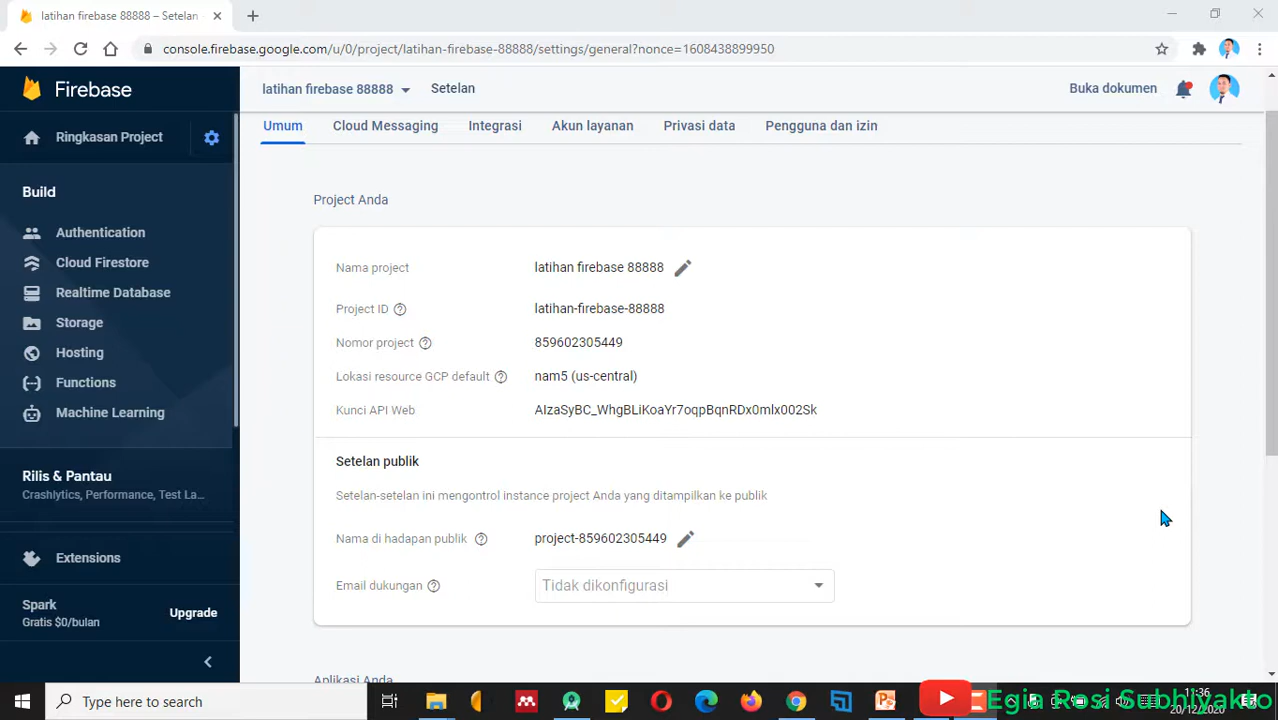 latihan firebase 88888 – Setelan
console.firebase.google.com/u/0/project/latihan-firebase-88888/settings/general?nonce=1608438899950
Firebase
latihan firebase 88888
Setelan
Buka dokumen
Ringkasan Project
Umum
Cloud Messaging
Integrasi
Akun layanan
Privasi data
Pengguna dan izin
Build
Authentication
Cloud Firestore
Realtime Database
Storage
Hosting
Functions
Machine Learning
Rilis & Pantau
Crashlytics, Performance, Test La...
Extensions
Spark
Gratis $0/bulan
Upgrade
Project Anda
Nama project latihan firebase 88888
Project ID latihan-firebase-88888
Nomor project 859602305449
Lokasi resource GCP default nam5 (us-central)
Kunci API Web AIzaSyBC_WhgBLiKoaYr7oqpBqnRDx0mlx002Sk
Setelan publik
Setelan-setelan ini mengontrol instance project Anda yang ditampilkan ke publik
Nama di hadapan publik project-859602305449
Email dukungan Tidak dikonfigurasi
Aplikasi Anda
Type here to search
Egia Rosi Subhiyakto
11:36
20/12/2020